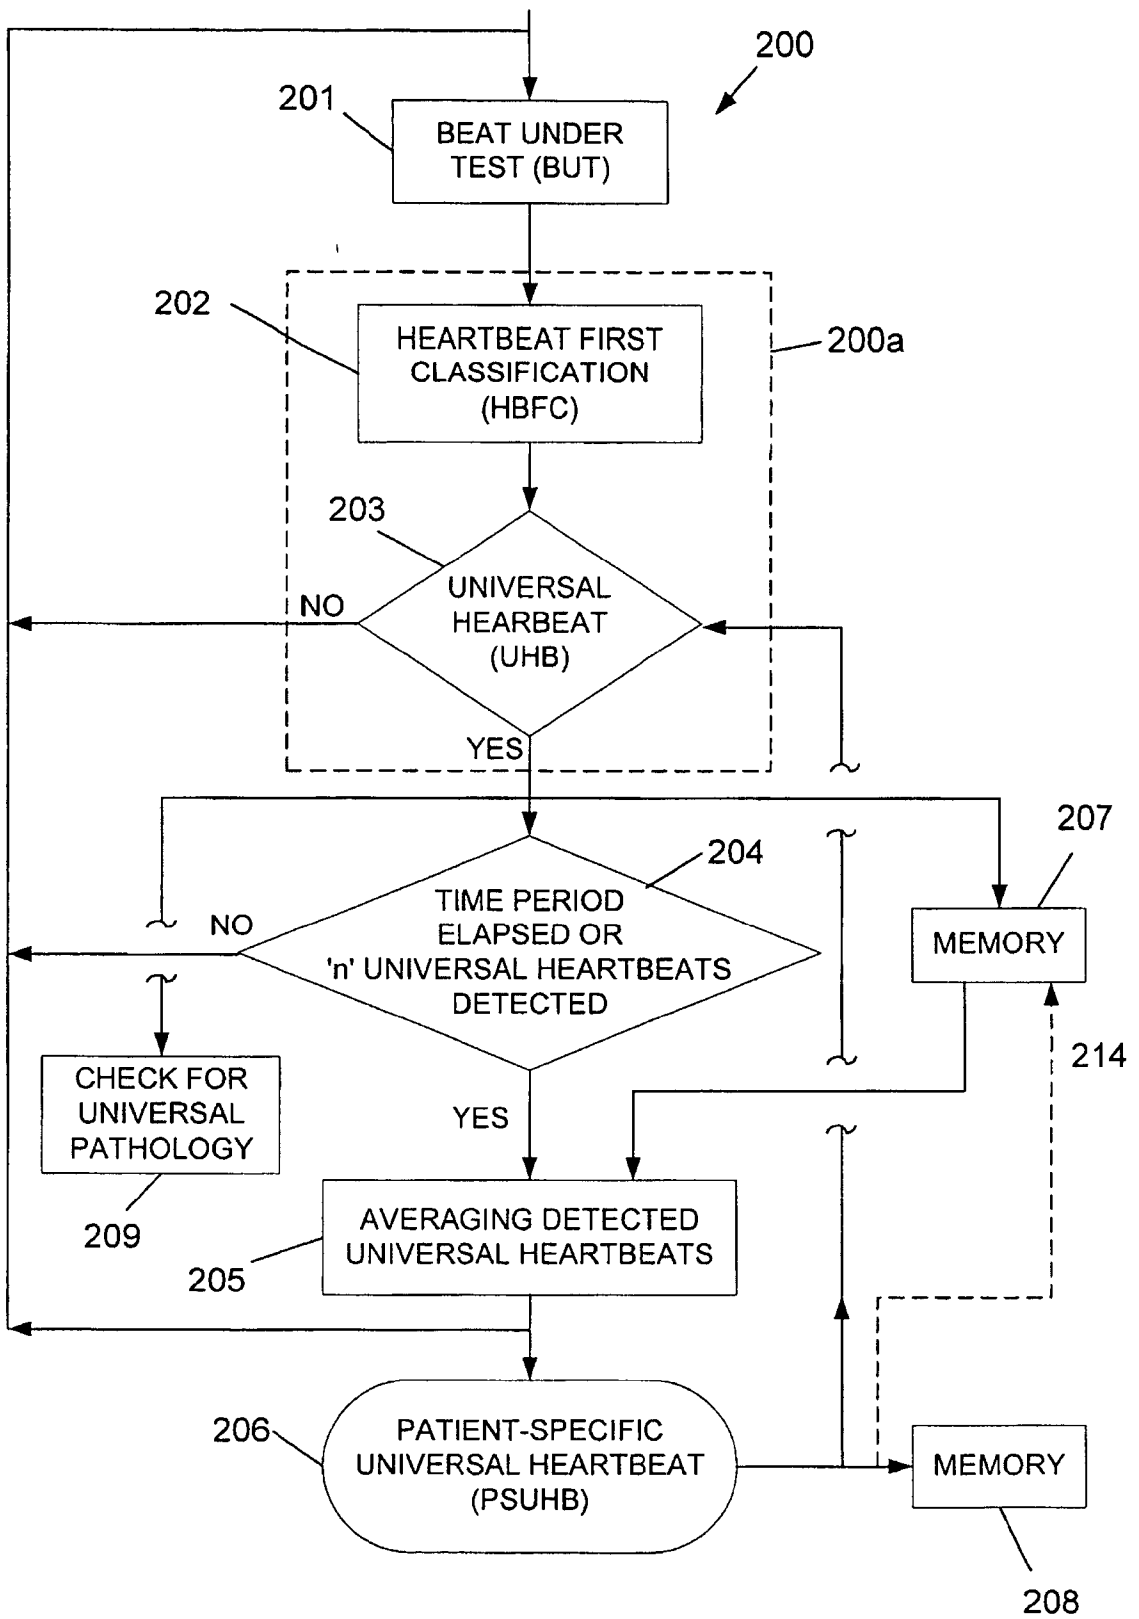 200
201
BEAT UNDER
TEST (BUT)
202
HEARTBEAT FIRST
CLASSIFICATION
(HBFC)
200a
203
UNIVERSAL
HEARBEAT
(UHB)
NO
YES
207
204
TIME PERIOD
ELAPSED OR
'n' UNIVERSAL HEARTBEATS
DETECTED
NO
MEMORY
214
CHECK FOR
UNIVERSAL
PATHOLOGY
YES
209
AVERAGING DETECTED
UNIVERSAL HEARTBEATS
205
206
PATIENT-SPECIFIC
UNIVERSAL HEARTBEAT
(PSUHB)
MEMORY
208